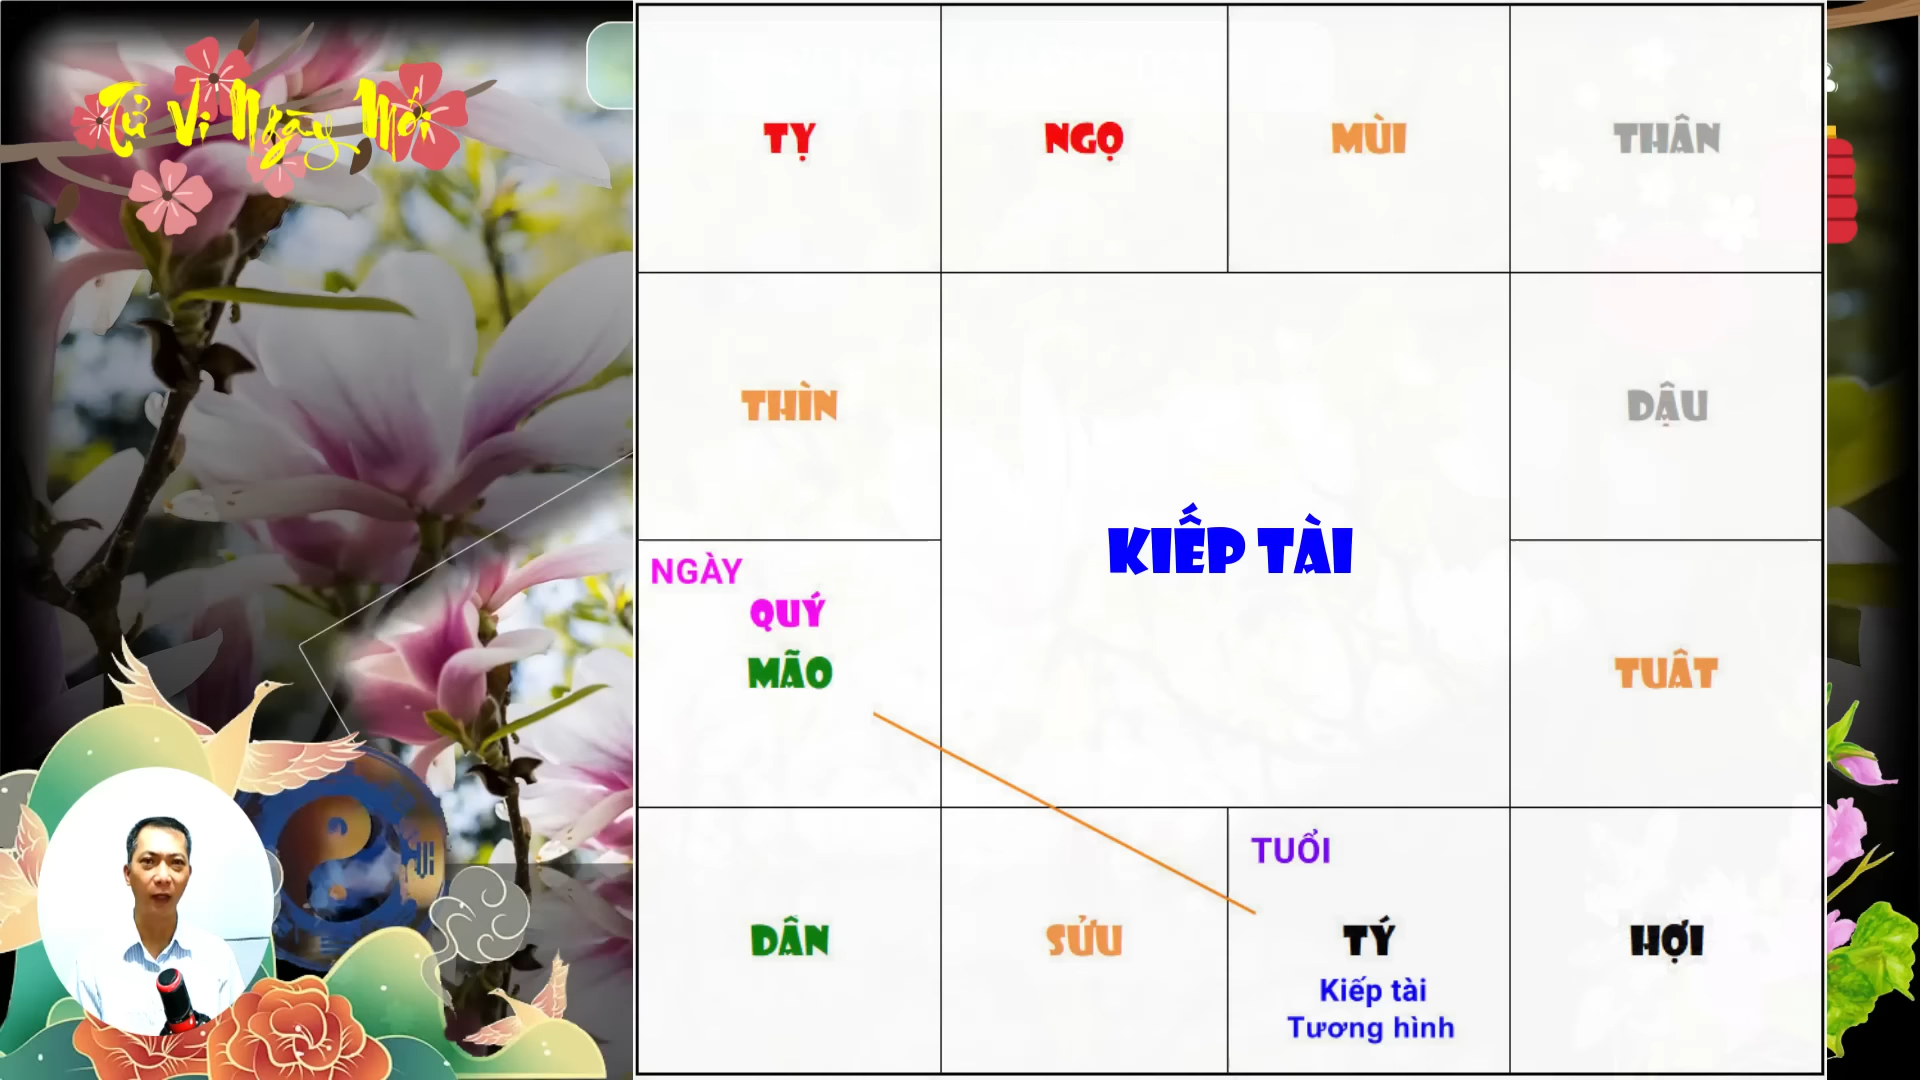 Tử Vi Ngày Mới
TỴ
NGỌ
MÙI
THÂN
THÌN
DẬU
KIẾP TÀI
NGÀY
QUÝ
MÃO
TUẤT
TUỔI
DẦN
SỬU
TÝ
HỢI
Kiếp tài
Tương hình